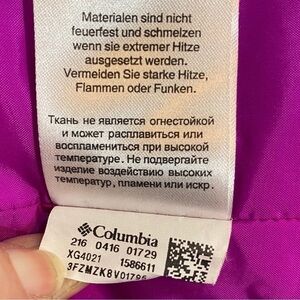 Materialen sind nicht
feuerfest und schmelzen
wenn sie extremer Hitze
ausgesetzt werden.
Vermeiden Sie starke Hitze,
Flammen oder Funken.
Ткань не является огнестойкой
и может расплавиться или
воспламениться при высокой
температуре. Не подвергайте
изделие воздействию высоких
температур, пламени или искр.
Columbia
216 0416 01729
XG4021 1586611